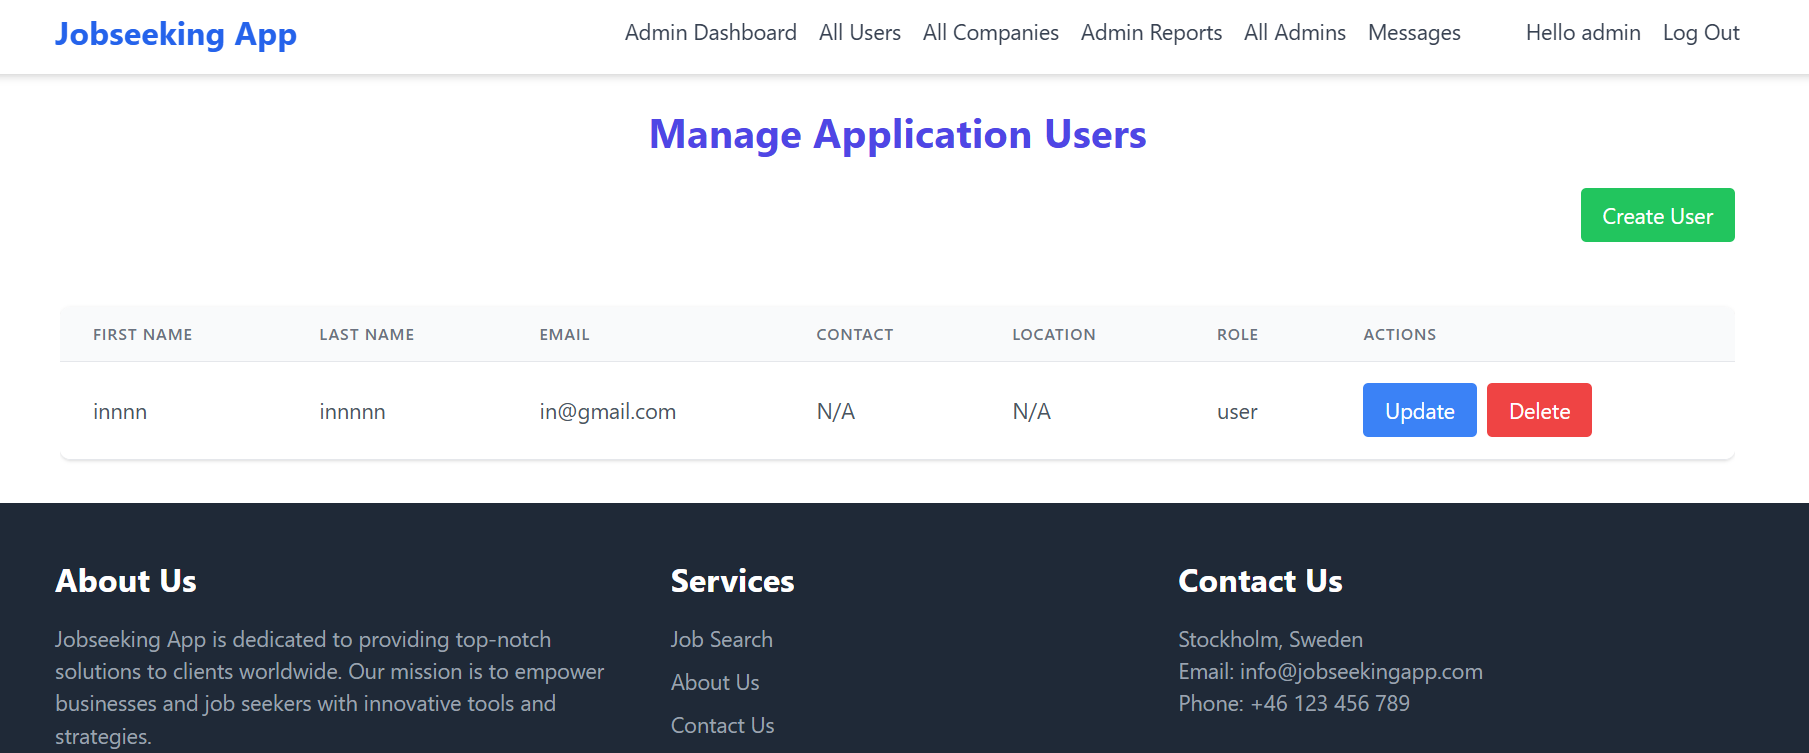 Jobseeking App
Admin Dashboard All Users All Companies Admin Reports All Admins Messages Hello admin Log Out
Manage Application Users
Create User
FIRST NAME LAST NAME EMAIL CONTACT LOCATION ROLE ACTIONS
innnn innnnn in@gmail.com N/A N/A user Update Delete
About Us
Jobseeking App is dedicated to providing top-notch
solutions to clients worldwide. Our mission is to empower
businesses and job seekers with innovative tools and
strategies.
Services
Job Search
About Us
Contact Us
Contact Us
Stockholm, Sweden
Email: info@jobseekingapp.com
Phone: +46 123 456 789